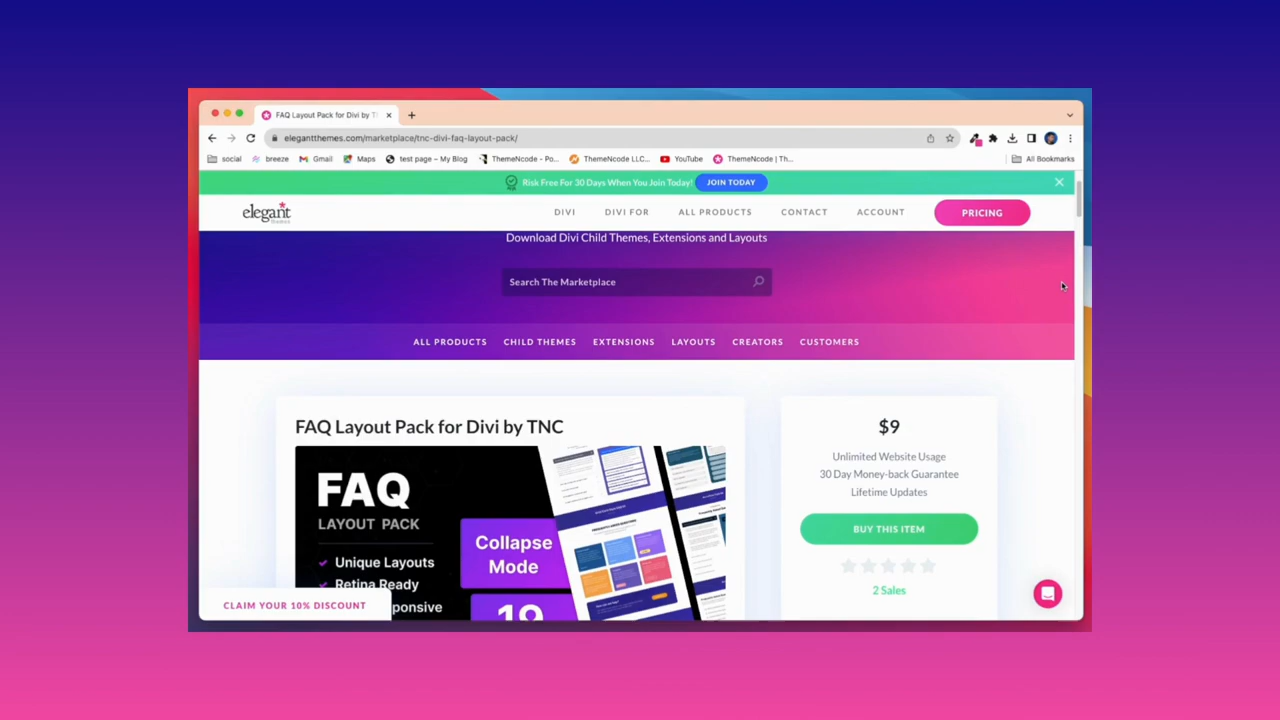 FAQ Layout Pack for Divi by T
elegantthemes.com/marketplace/tnc-divi-faq-layout-pack/
social breeze Gmail Maps test page – My Blog ThemeNcode - Po... ThemeNcode LLC... YouTube ThemeNcode | Th... All Bookmarks
Risk Free For 30 Days When You Join Today! JOIN TODAY
elegant themes DIVI DIVI FOR ALL PRODUCTS CONTACT ACCOUNT PRICING
Download Divi Child Themes, Extensions and Layouts
Search The Marketplace
ALL PRODUCTS CHILD THEMES EXTENSIONS LAYOUTS CREATORS CUSTOMERS
FAQ Layout Pack for Divi by TNC
FAQ
LAYOUT PACK
Unique Layouts
Retina Ready
ponsive
Collapse
Mode
19
$9
Unlimited Website Usage
30 Day Money-back Guarantee
Lifetime Updates
BUY THIS ITEM
2 Sales
CLAIM YOUR 10% DISCOUNT